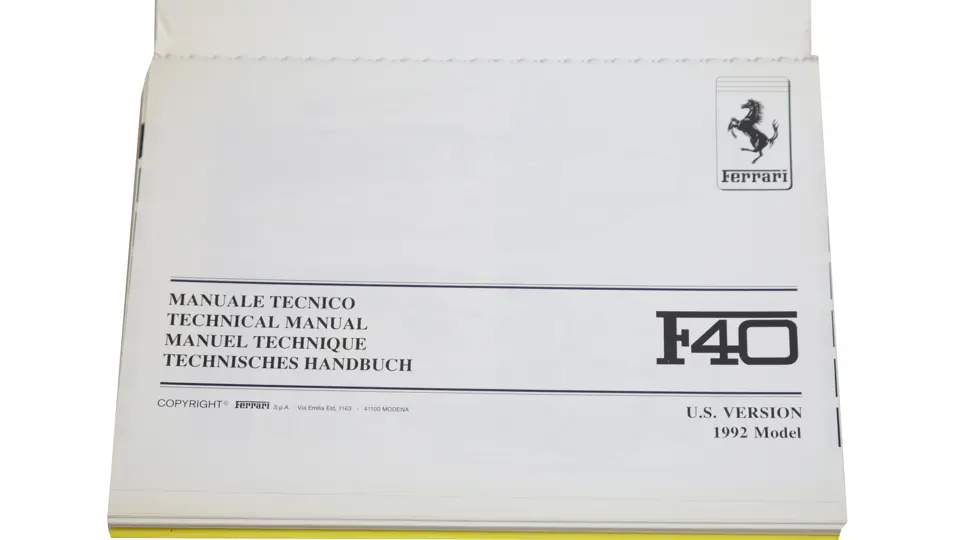 Ferrari
MANUALE TECNICO
TECHNICAL MANUAL
MANUEL TECHNIQUE
TECHNISCHES HANDBUCH
F40
COPYRIGHT© Ferrari S.p.A. Via Emilia Est, 1163 - 41100 MODENA
U.S. VERSION
1992 Model